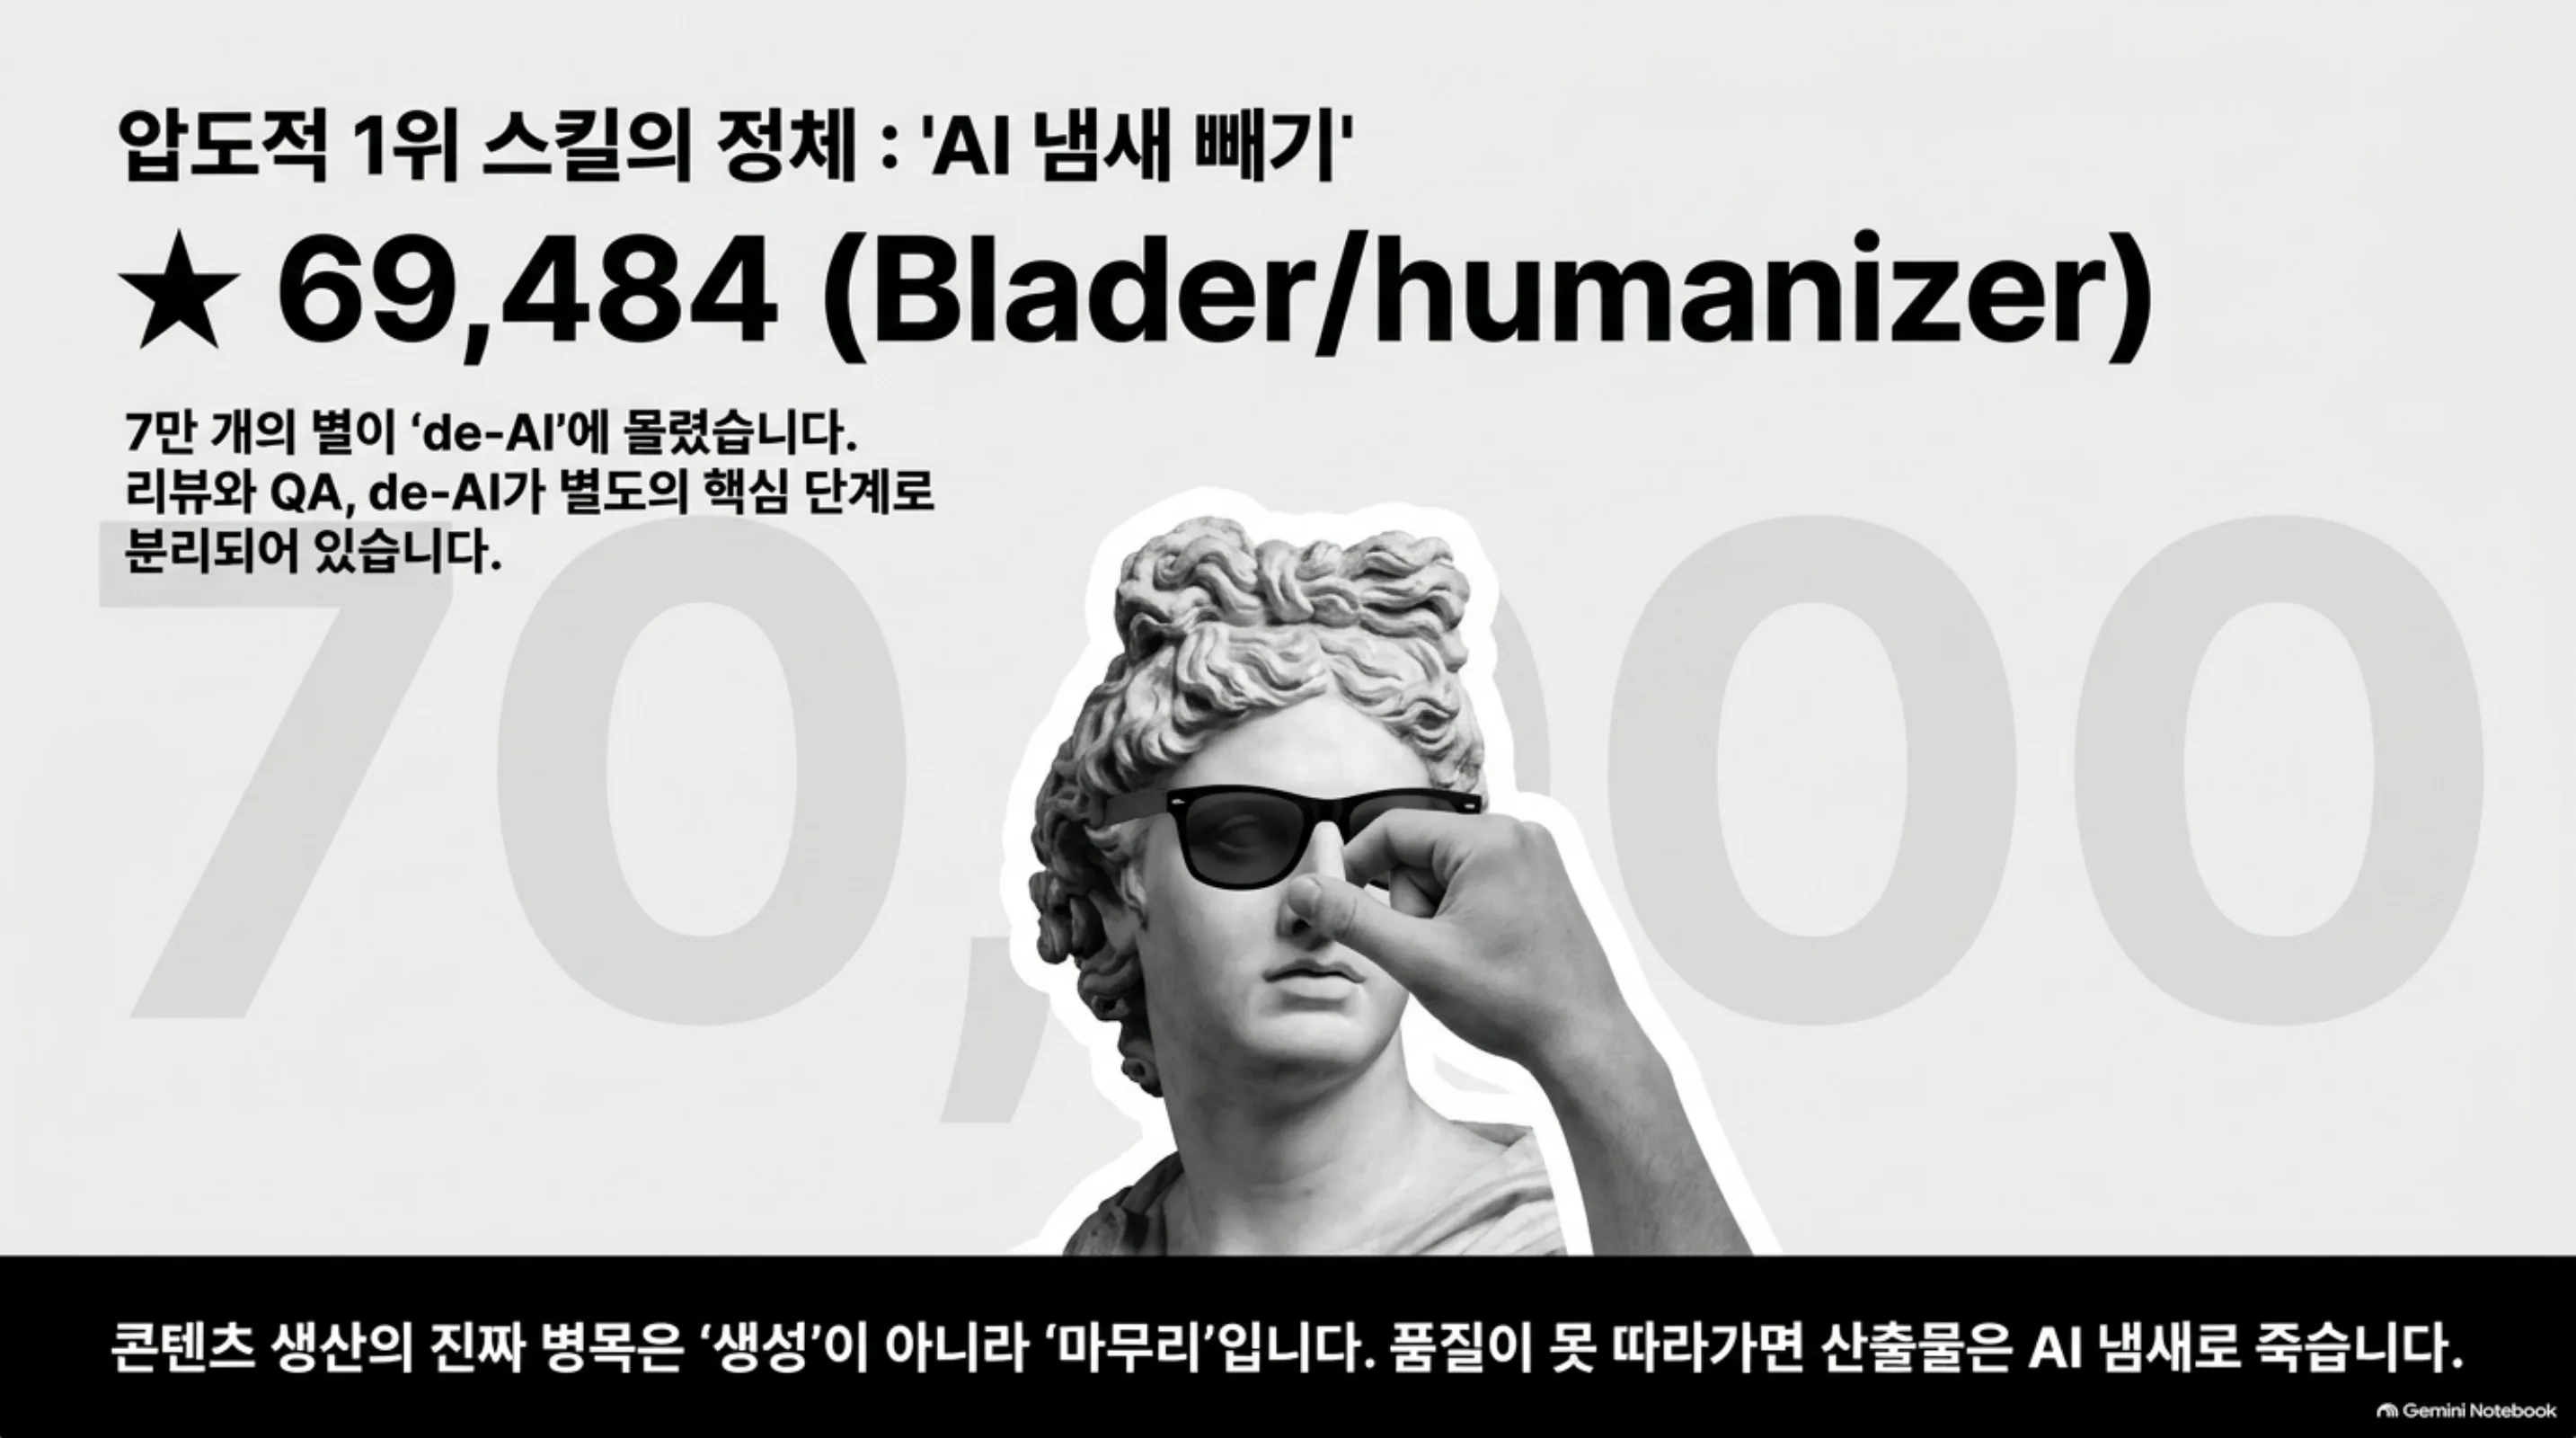 압도적 1위 스킬의 정체 : 'AI 냄새 빼기'
★ 69,484 (Blader/humanizer)
7만 개의 별이 ‘de-AI’에 몰렸습니다.
리뷰와 QA, de-AI가 별도의 핵심 단계로
분리되어 있습니다.
70,000
콘텐츠 생산의 진짜 병목은 ‘생성’이 아니라 ‘마무리’입니다. 품질이 못 따라가면 산출물은 AI 냄새로 죽습니다.
Gemini Notebook